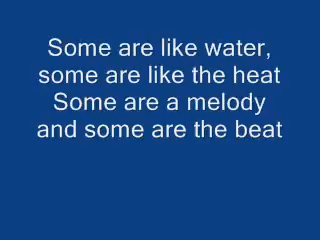 Some are like water,
some are like the heat
Some are a melody
and some are the beat